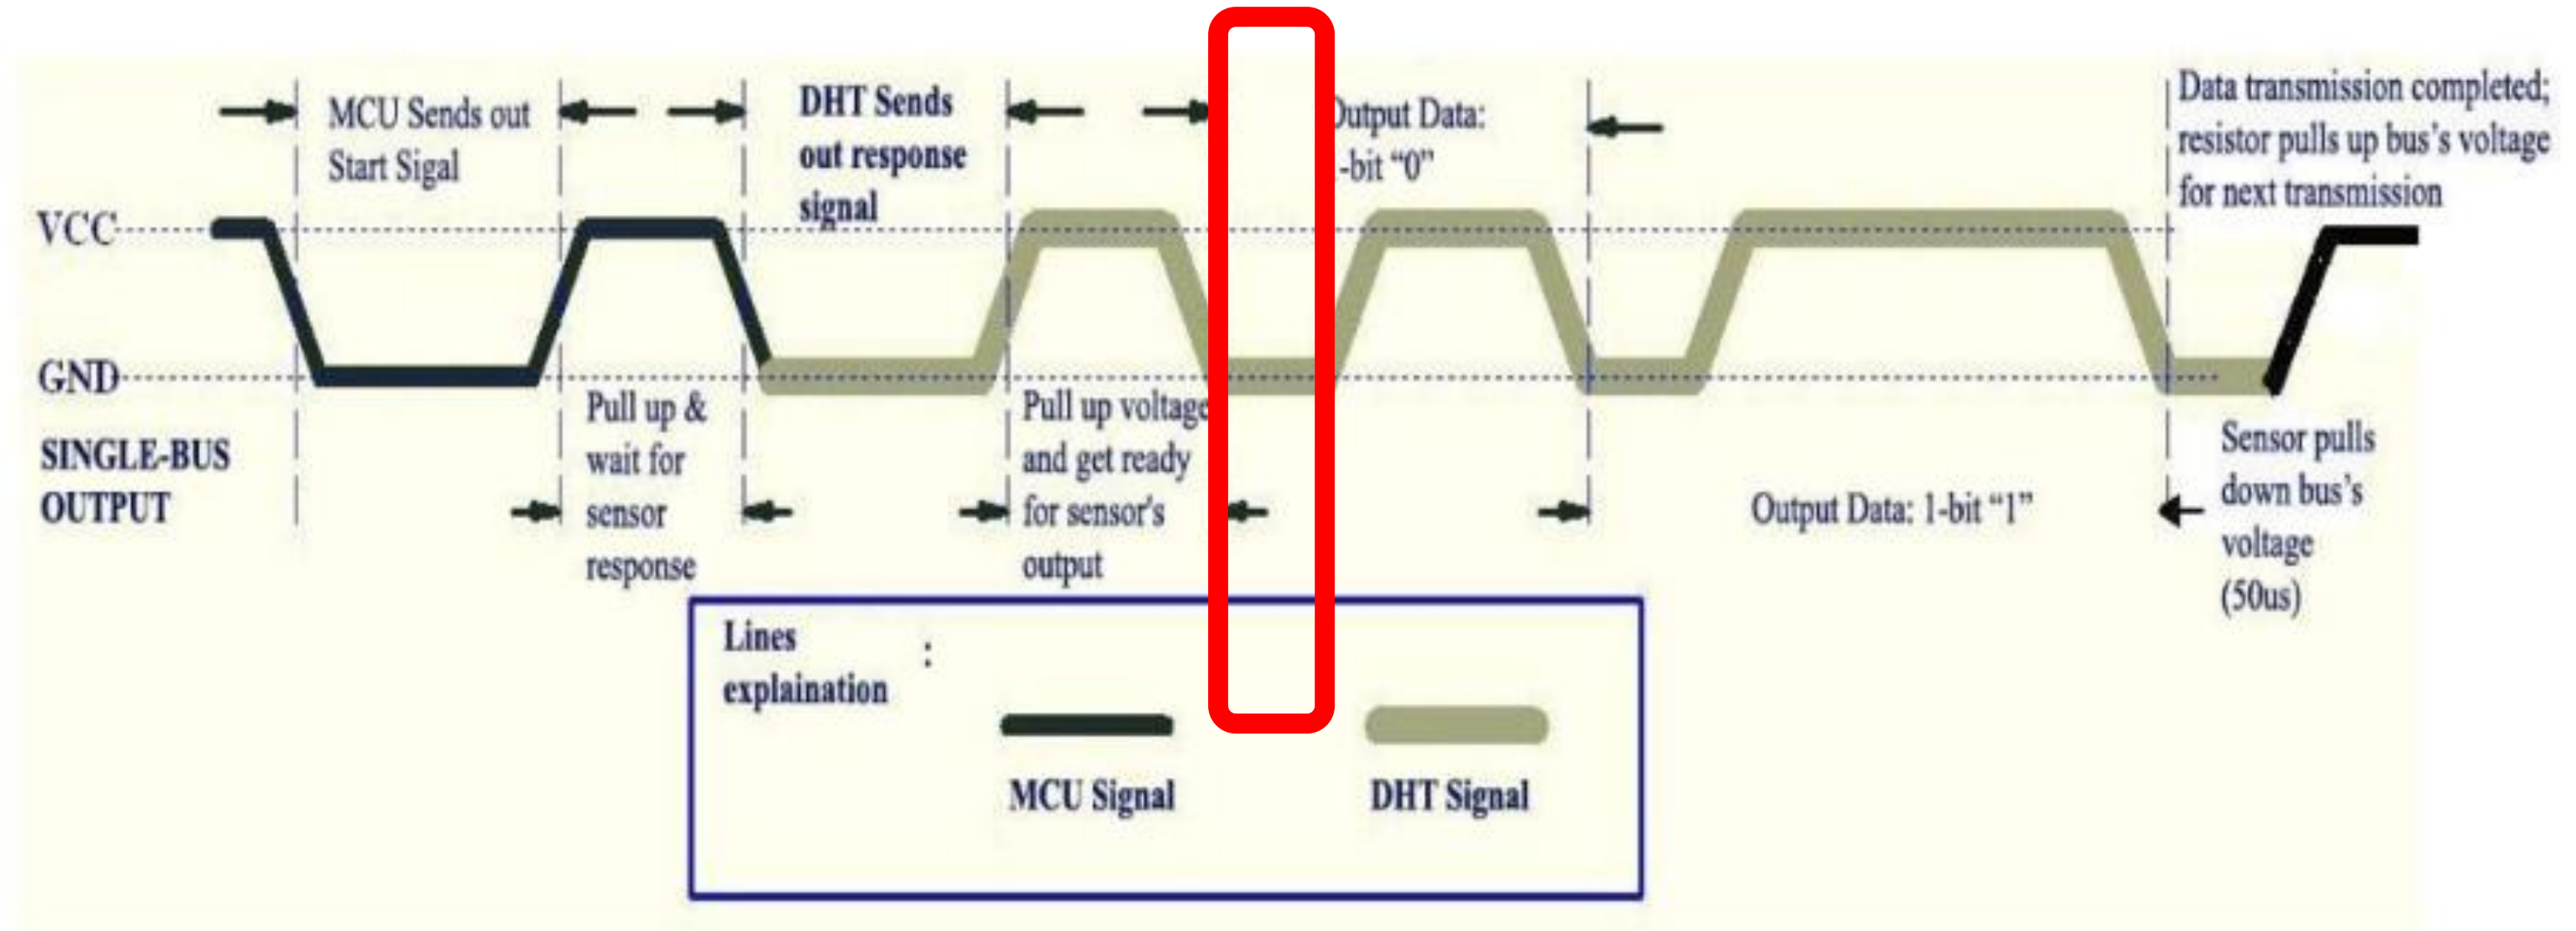 MCU Sends out
Start Sigal
DHT Sends
out response
signal
Output Data:
-bit “0”
Data transmission completed;
resistor pulls up bus’s voltage
for next transmission
VCC
GND
SINGLE-BUS
OUTPUT
Pull up &
wait for
sensor
response
Pull up voltage
and get ready
for sensor's
output
Output Data: 1-bit “1”
Sensor pulls
down bus’s
voltage
(50us)
Lines
explaination :
MCU Signal
DHT Signal